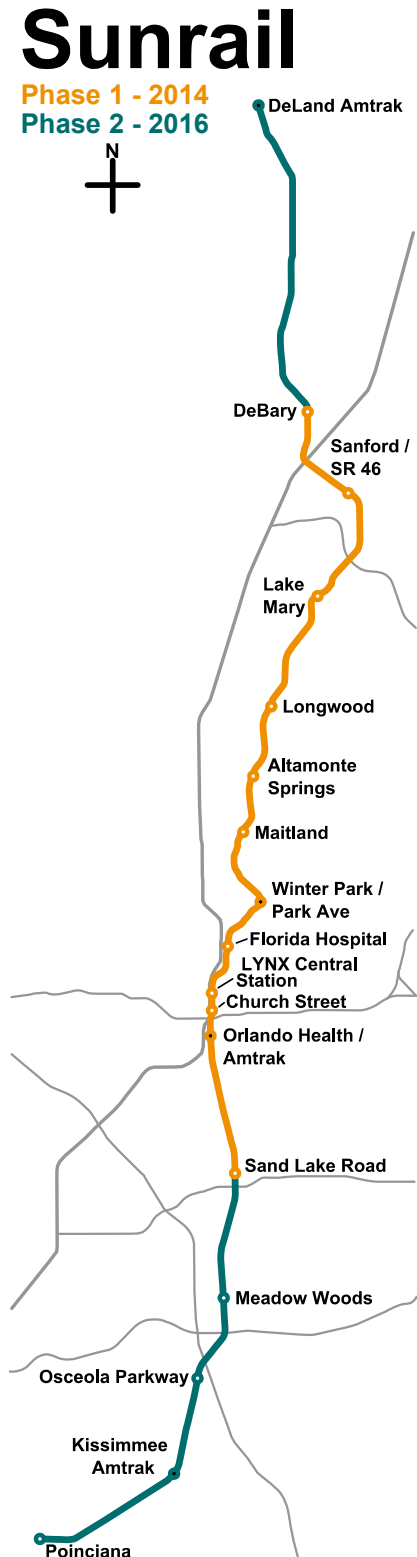 Sunrail
Phase 1 - 2014
Phase 2 - 2016
N
DeLand Amtrak
DeBary
Sanford /
SR 46
Lake
Mary
Longwood
Altamonte
Springs
Maitland
Winter Park /
Park Ave
Florida Hospital
LYNX Central
Station
Church Street
Orlando Health /
Amtrak
Sand Lake Road
Meadow Woods
Osceola Parkway
Kissimmee
Amtrak
Poinciana